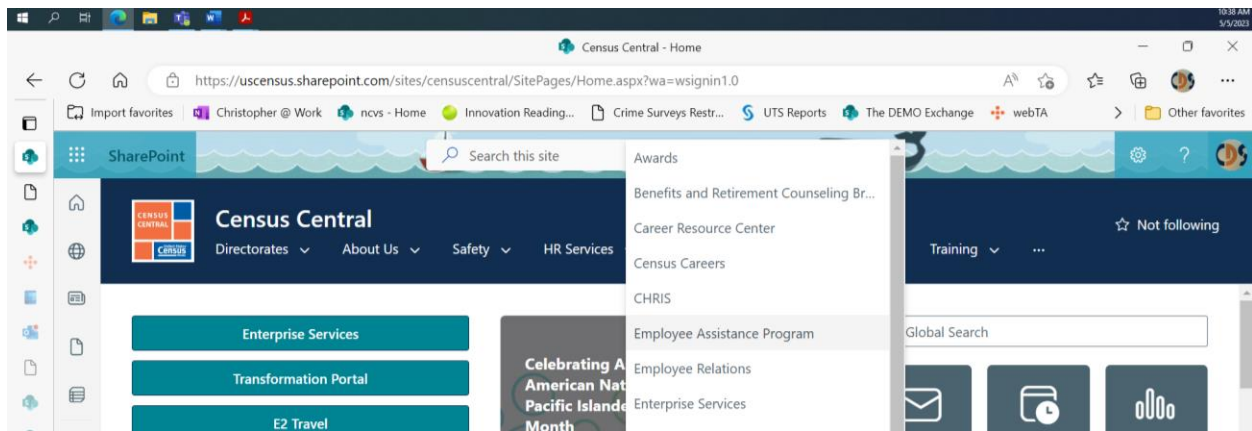 10:38 AM
5/5/2023
Census Central - Home
https://uscensus.sharepoint.com/sites/censuscentral/SitePages/Home.aspx?wa=wsignin1.0
Import favorites Christopher @ Work ncvs - Home Innovation Reading... Crime Surveys Restr... UTS Reports The DEMO Exchange webTA Other favorites
SharePoint Search this site
CENSUS CENTRAL
Census
Census Central
Not following
Directorates About Us Safety HR Services Training ...
Awards
Benefits and Retirement Counseling Br...
Career Resource Center
Census Careers
CHRIS
Employee Assistance Program
Employee Relations
Enterprise Services
Enterprise Services
Transformation Portal
E2 Travel
Celebrating A
American Nat
Pacific Islande
Month
Global Search